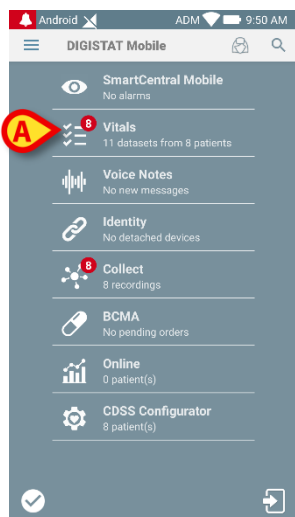 Android ADM 9:50 AM
DIGISTAT Mobile
SmartCentral Mobile
No alarms
8
Vitals
11 datasets from 8 patients
A
Voice Notes
No new messages
Identity
No detached devices
8
Collect
8 recordings
BCMA
No pending orders
Online
0 patient(s)
CDSS Configurator
8 patient(s)